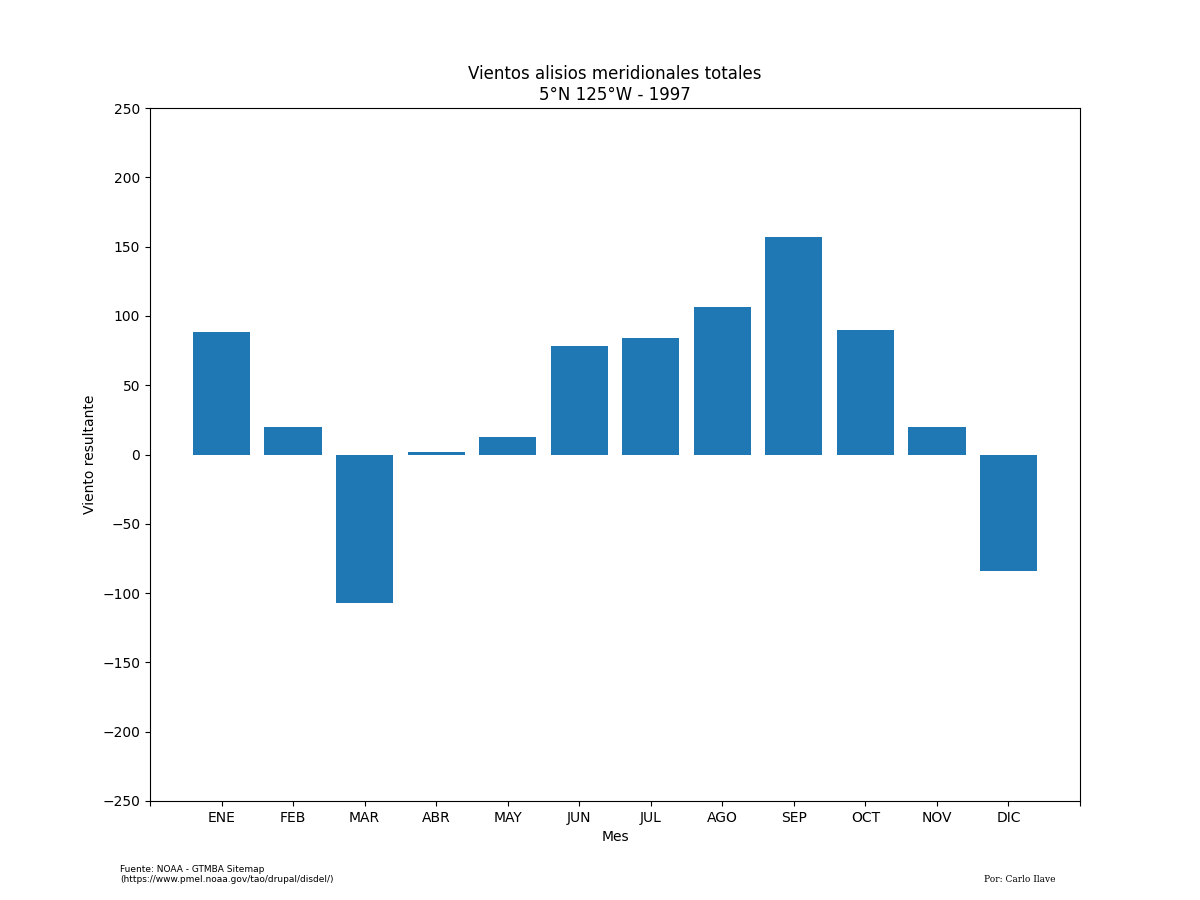 Vientos alisios meridionales totales
5°N 125°W - 1997
250
200
150
100
50
0
−50
−100
−150
−200
−250
Viento resultante
ENE FEB MAR ABR MAY JUN JUL AGO SEP OCT NOV DIC
Mes
Fuente: NOAA - GTMBA Sitemap
(https://www.pmel.noaa.gov/tao/drupal/disdel/)
Por: Carlo Ilave